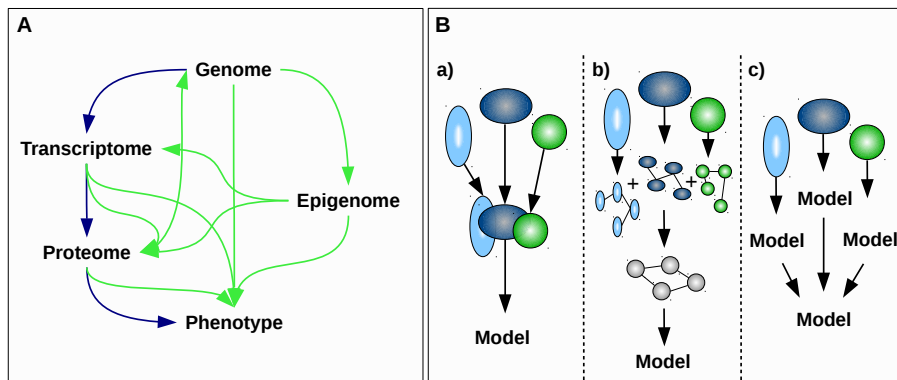 A
Genome
Transcriptome
Epigenome
Proteome
Phenotype
B
a)
Model
b)
+ +
Model
c)
Model
Model Model
Model